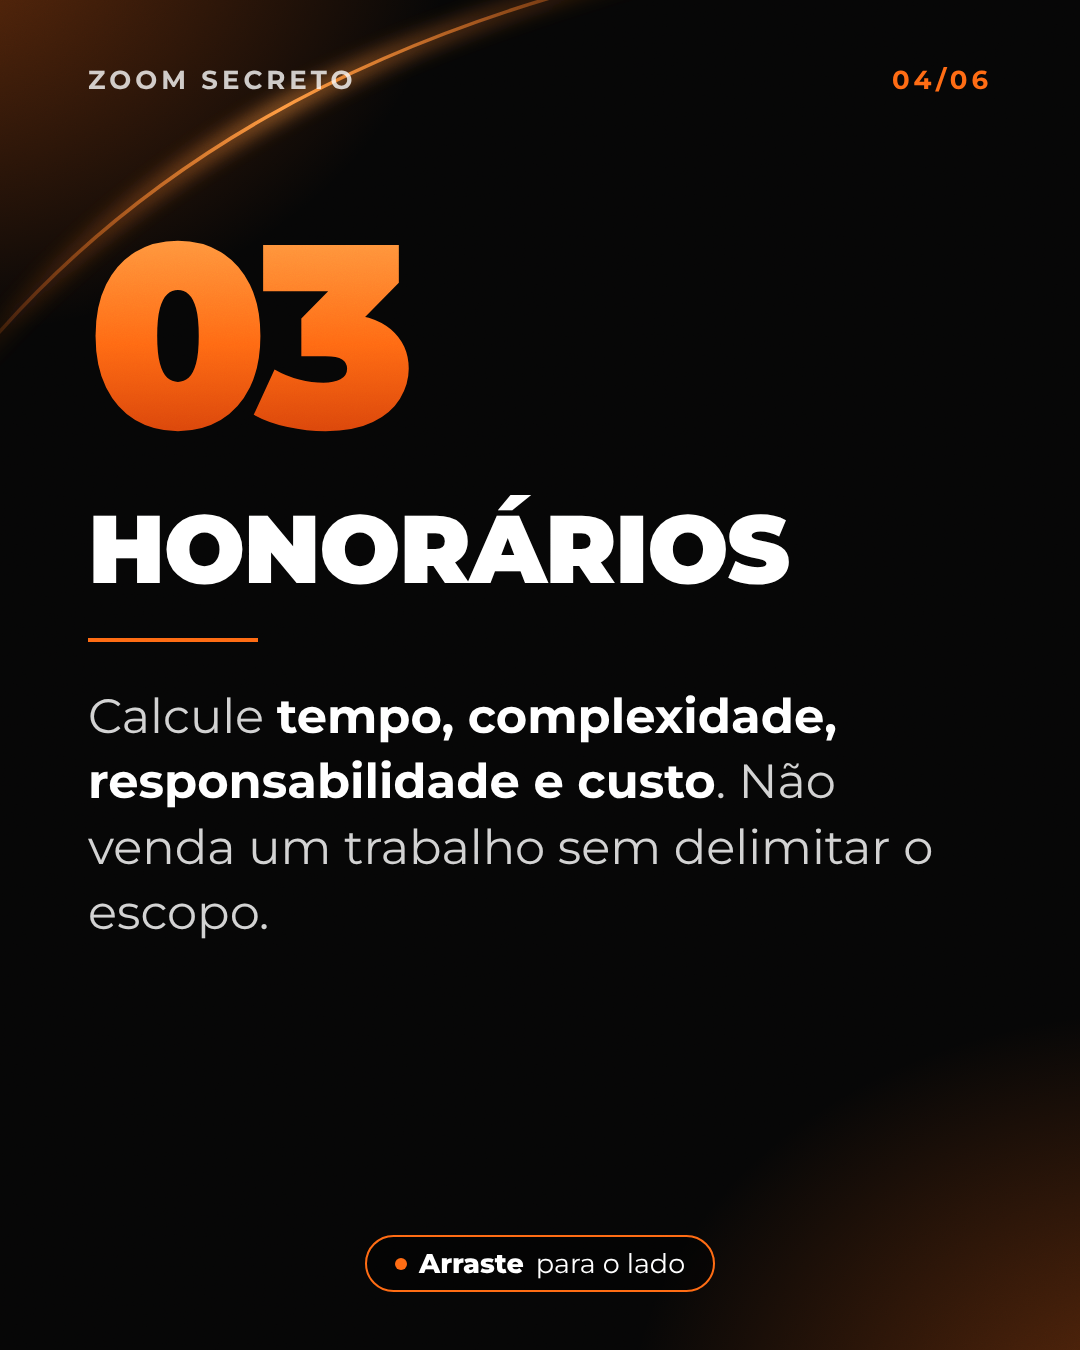 ZOOM SECRETO
04/06
03
HONORÁRIOS
Calcule tempo, complexidade,
responsabilidade e custo. Não
venda um trabalho sem delimitar o
escopo.
Arraste para o lado